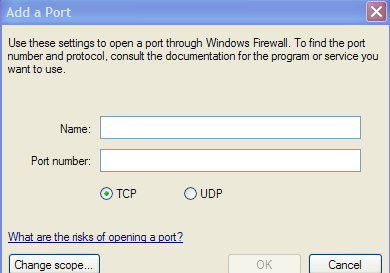 Add a Port
Use these settings to open a port through Windows Firewall. To find the port
number and protocol, consult the documentation for the program or service you
want to use.
Name:
Port number:
TCP UDP
What are the risks of opening a port?
Change scope... OK Cancel